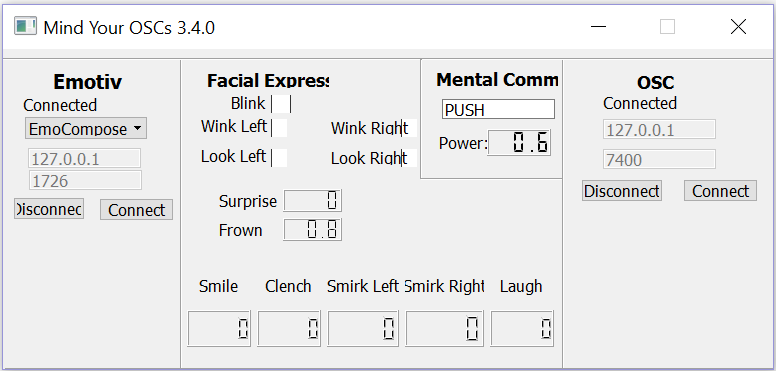 Mind Your OSCs 3.4.0
Emotiv
Connected
EmoCompose
127.0.0.1
1726
Disconnec
Connect
Facial Express
Blink
Wink Left
Wink Right
Look Left
Look Right
Surprise
0
Frown
0.8
Smile
Clench
Smirk Left
Smirk Right
Laugh
0
0
0
0
0
Mental Comm
PUSH
Power:
0.6
OSC
Connected
127.0.0.1
7400
Disconnect
Connect